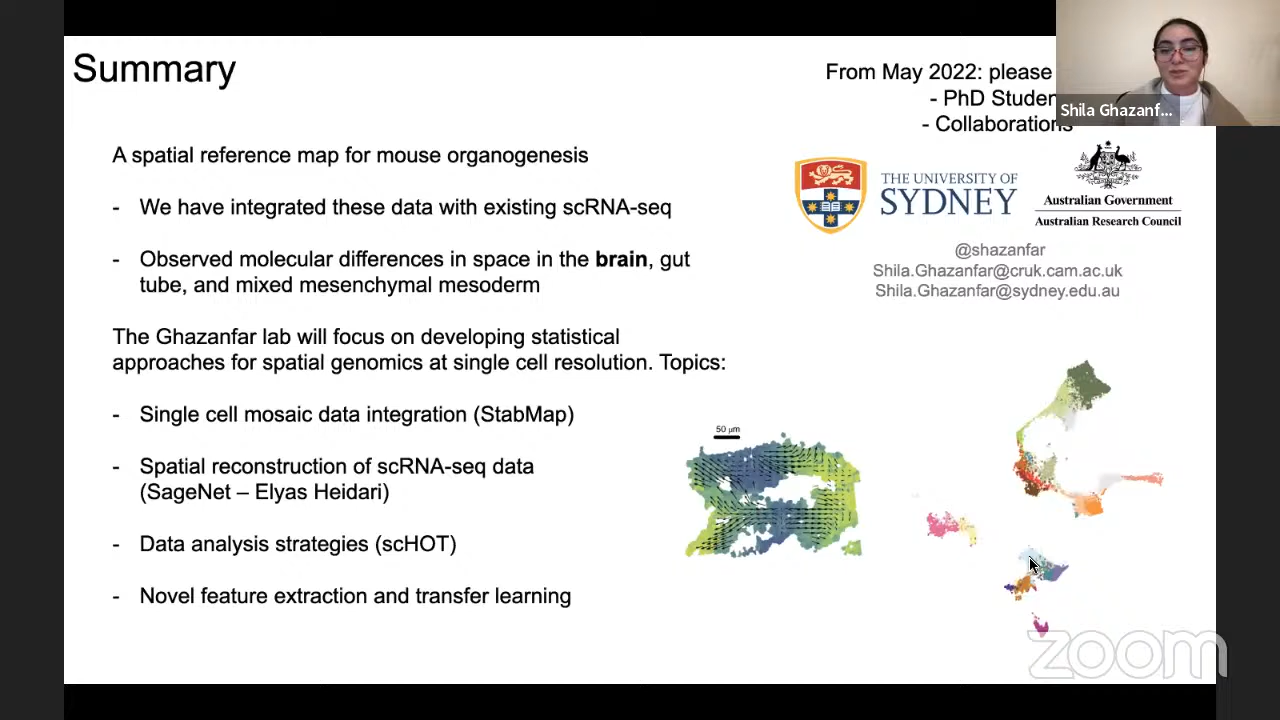 Summary
From May 2022: please
- PhD Studen
- Collaborations
Shila Ghazanf...
A spatial reference map for mouse organogenesis
- We have integrated these data with existing scRNA-seq
- Observed molecular differences in space in the brain, gut
tube, and mixed mesenchymal mesoderm
The Ghazanfar lab will focus on developing statistical
approaches for spatial genomics at single cell resolution. Topics:
- Single cell mosaic data integration (StabMap)
- Spatial reconstruction of scRNA-seq data
(SageNet – Elyas Heidari)
- Data analysis strategies (scHOT)
- Novel feature extraction and transfer learning
THE UNIVERSITY OF
SYDNEY
Australian Government
Australian Research Council
@shazanfar
Shila.Ghazanfar@cruk.cam.ac.uk
Shila.Ghazanfar@sydney.edu.au
50 μm
zoom